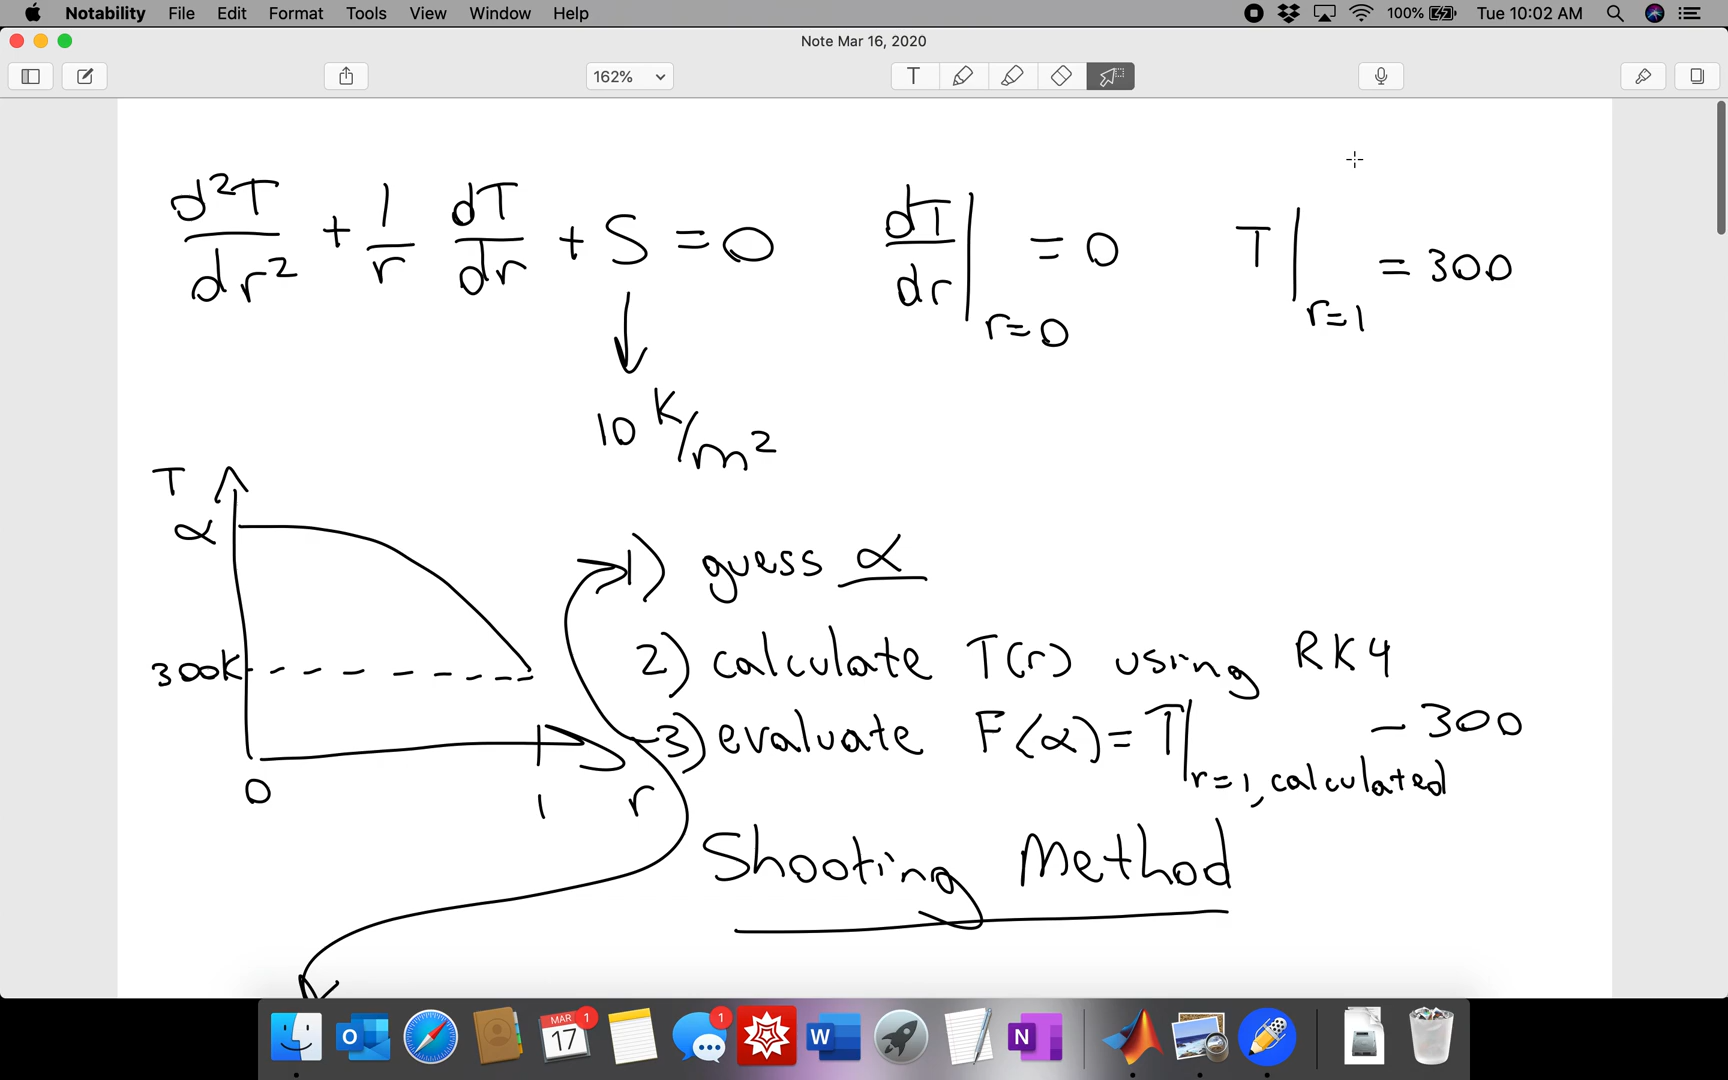 Notability File Edit Format Tools View Window Help 100% Tue 10:02 AM
Note Mar 16, 2020
162% T
d²T/dr² + 1/r dT/dr + S = 0 dT/dr | r=0 = 0 T | r=1 = 300
10 K/m²
T
α
1) guess α
300K
2) calculate T(r) using RK4
3) evaluate F(α) = T | r=1, calculated - 300
0 1 r
Shooting Method
MAR 1
17
1
W
N